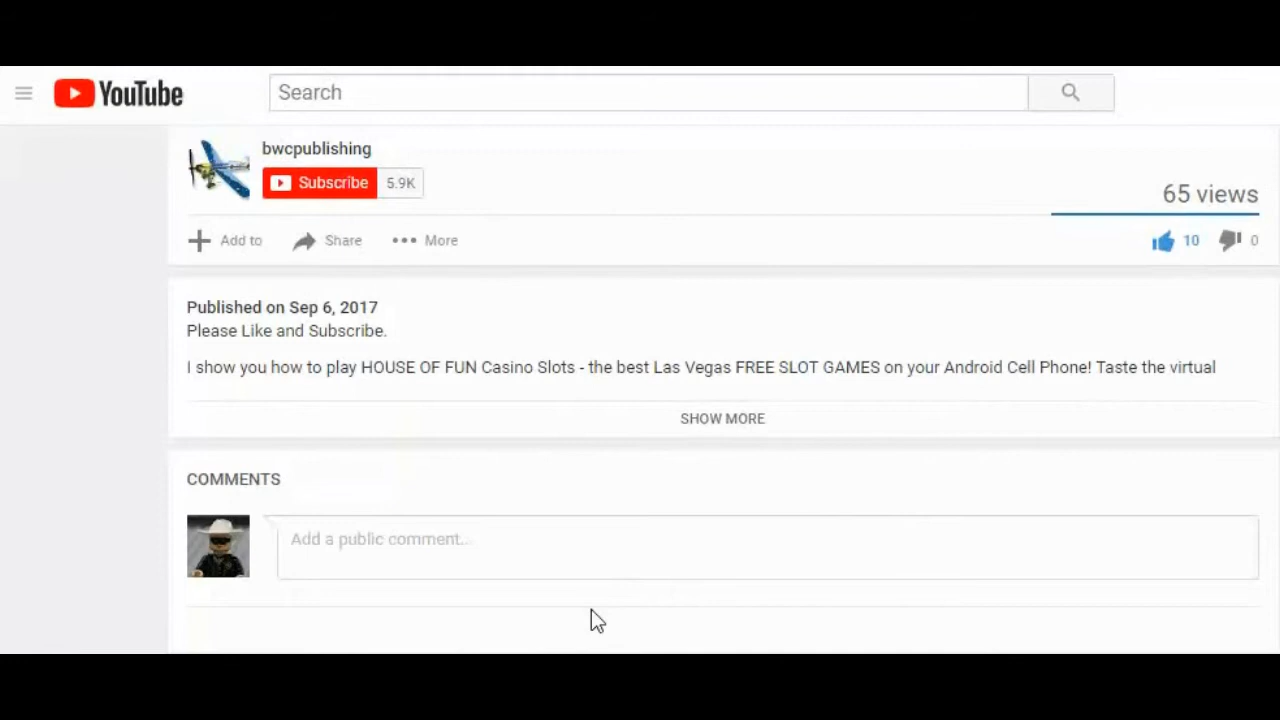 YouTube
Search
bwcpublishing
Subscribe 5.9K
65 views
Add to Share More 10 0
Published on Sep 6, 2017
Please Like and Subscribe.
I show you how to play HOUSE OF FUN Casino Slots - the best Las Vegas FREE SLOT GAMES on your Android Cell Phone! Taste the virtual
SHOW MORE
COMMENTS
Add a public comment...